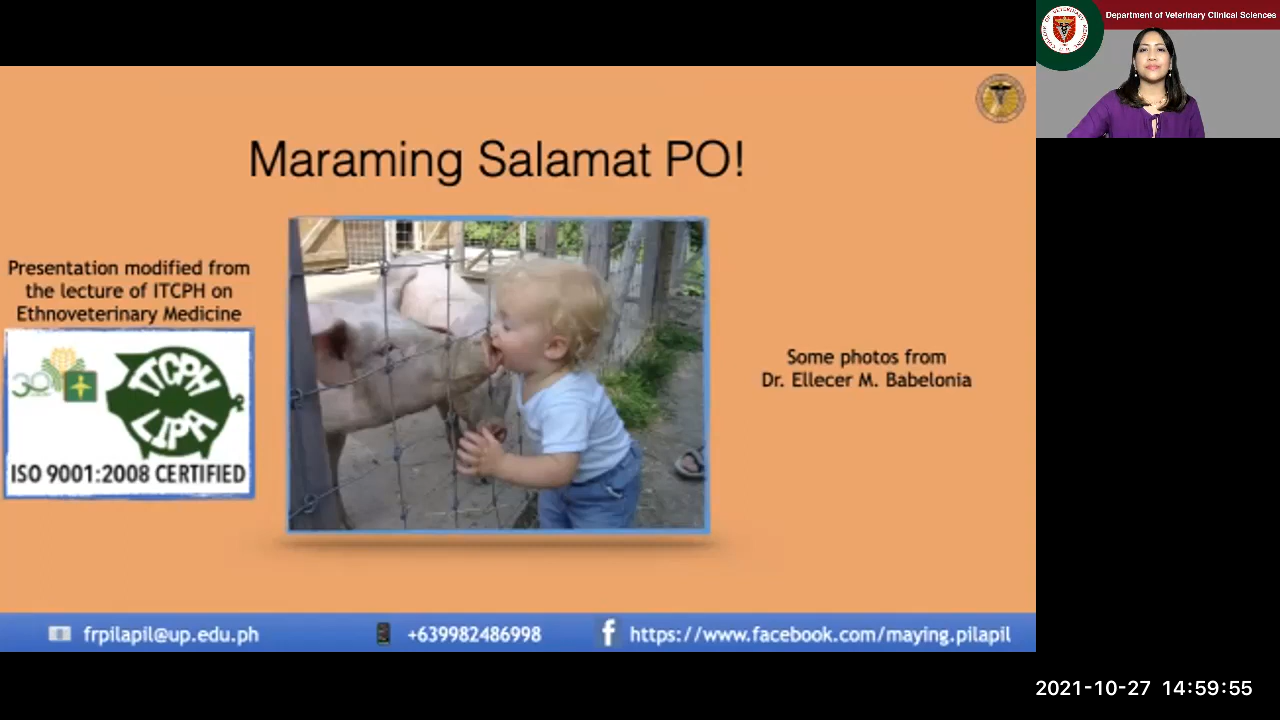 Department of Veterinary Clinical Sciences
Maraming Salamat PO!
Presentation modified from
the lecture of ITCPH on
Ethnoveterinary Medicine
30
ITCPH
LIPA
ISO 9001:2008 CERTIFIED
Some photos from
Dr. Ellecer M. Babelonia
frpilapil@up.edu.ph
+639982486998
f https://www.facebook.com/maying.pilapil
2021-10-27 14:59:55